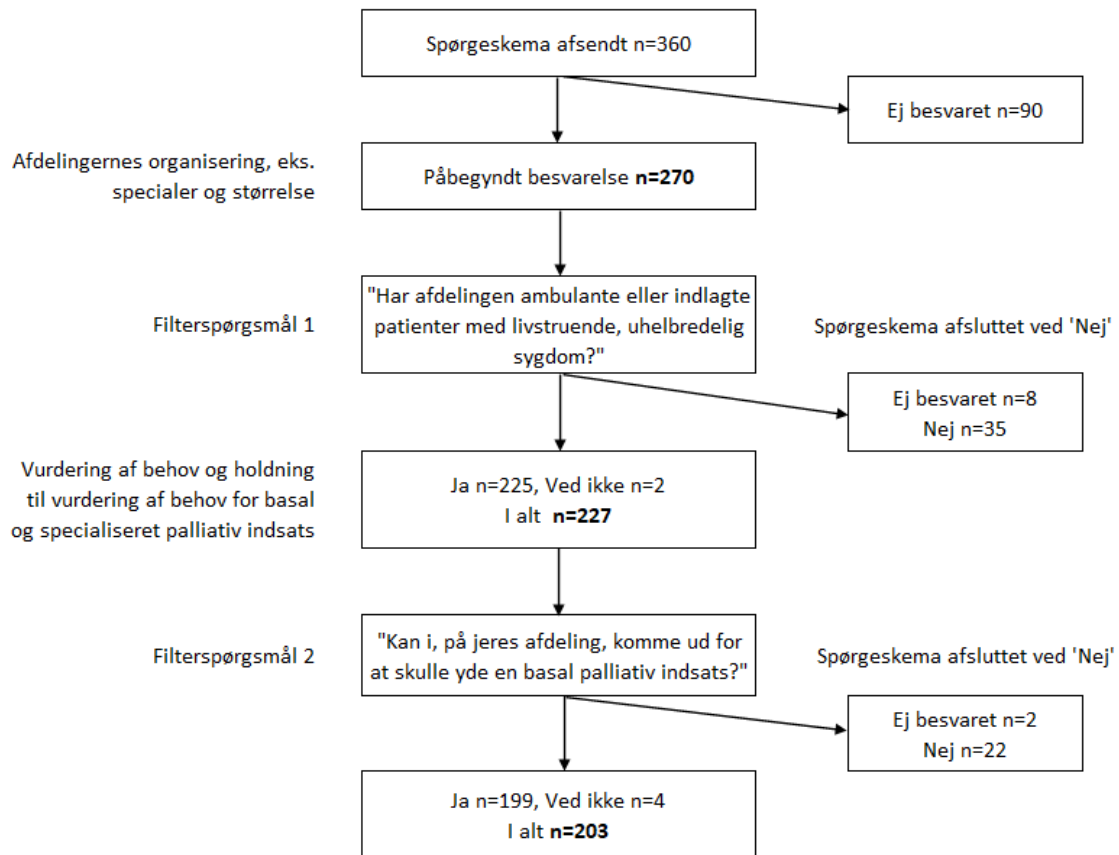 Spørgeskema afsendt n=360
Ej besvaret n=90
Afdelingernes organisering, eks.
specialer og størrelse
Påbegyndt besvarelse n=270
Filterspørgsmål 1
"Har afdelingen ambulante eller indlagte
patienter med livstruende, uhelbredelig
sygdom?"
Spørgeskema afsluttet ved 'Nej'
Ej besvaret n=8
Nej n=35
Vurdering af behov og holdning
til vurdering af behov for basal
og specialiseret palliativ indsats
Ja n=225, Ved ikke n=2
I alt n=227
Filterspørgsmål 2
"Kan i, på jeres afdeling, komme ud for
at skulle yde en basal palliativ indsats?"
Spørgeskema afsluttet ved 'Nej'
Ej besvaret n=2
Nej n=22
Ja n=199, Ved ikke n=4
I alt n=203